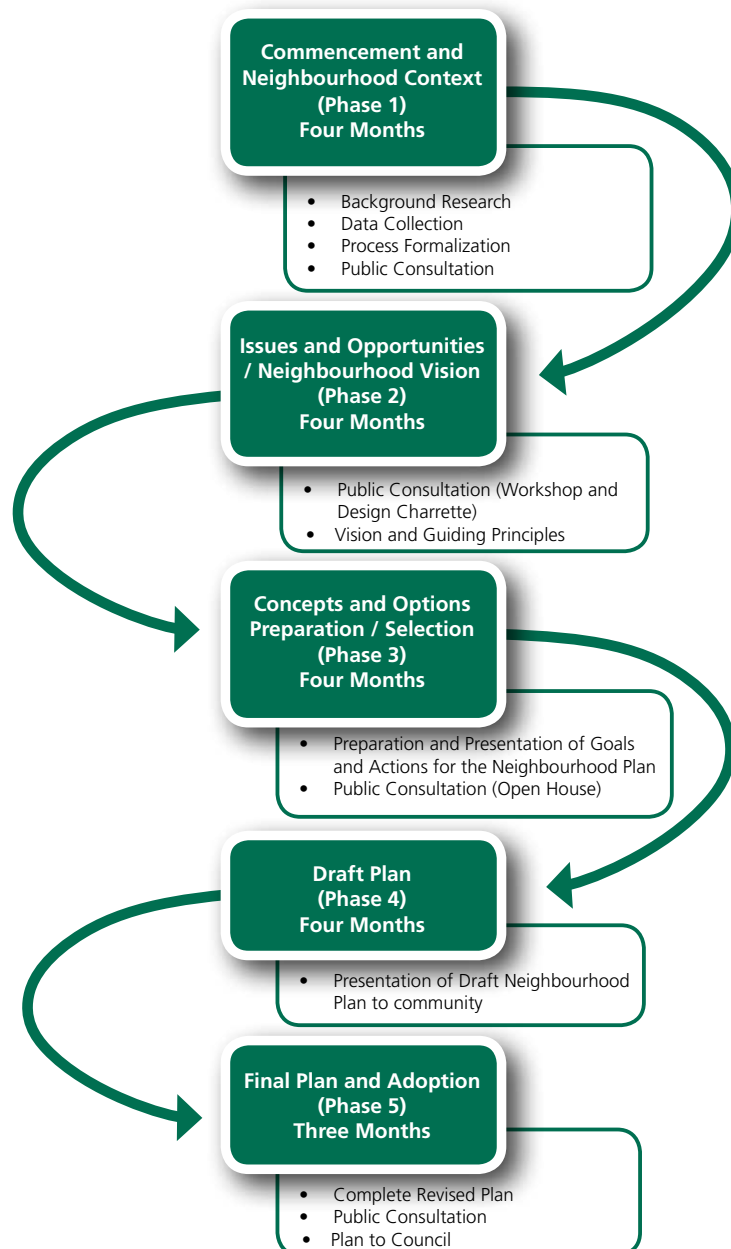 Commencement and
Neighbourhood Context
(Phase 1)
Four Months
• Background Research
• Data Collection
• Process Formalization
• Public Consultation
Issues and Opportunities
/ Neighbourhood Vision
(Phase 2)
Four Months
• Public Consultation (Workshop and
Design Charrette)
• Vision and Guiding Principles
Concepts and Options
Preparation / Selection
(Phase 3)
Four Months
• Preparation and Presentation of Goals
and Actions for the Neighbourhood Plan
• Public Consultation (Open House)
Draft Plan
(Phase 4)
Four Months
• Presentation of Draft Neighbourhood
Plan to community
Final Plan and Adoption
(Phase 5)
Three Months
• Complete Revised Plan
• Public Consultation
• Plan to Council